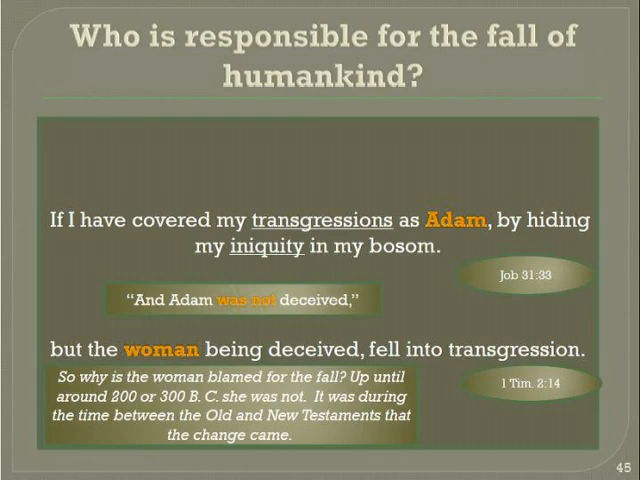 Who is responsible for the fall of
humankind?
If I have covered my transgressions as Adam, by hiding
my iniquity in my bosom.
Job 31:33
“And Adam was not deceived,”
but the woman being deceived, fell into transgression.
So why is the woman blamed for the fall? Up until
around 200 or 300 B. C. she was not. It was during
the time between the Old and New Testaments that
the change came.
1 Tim. 2:14
45